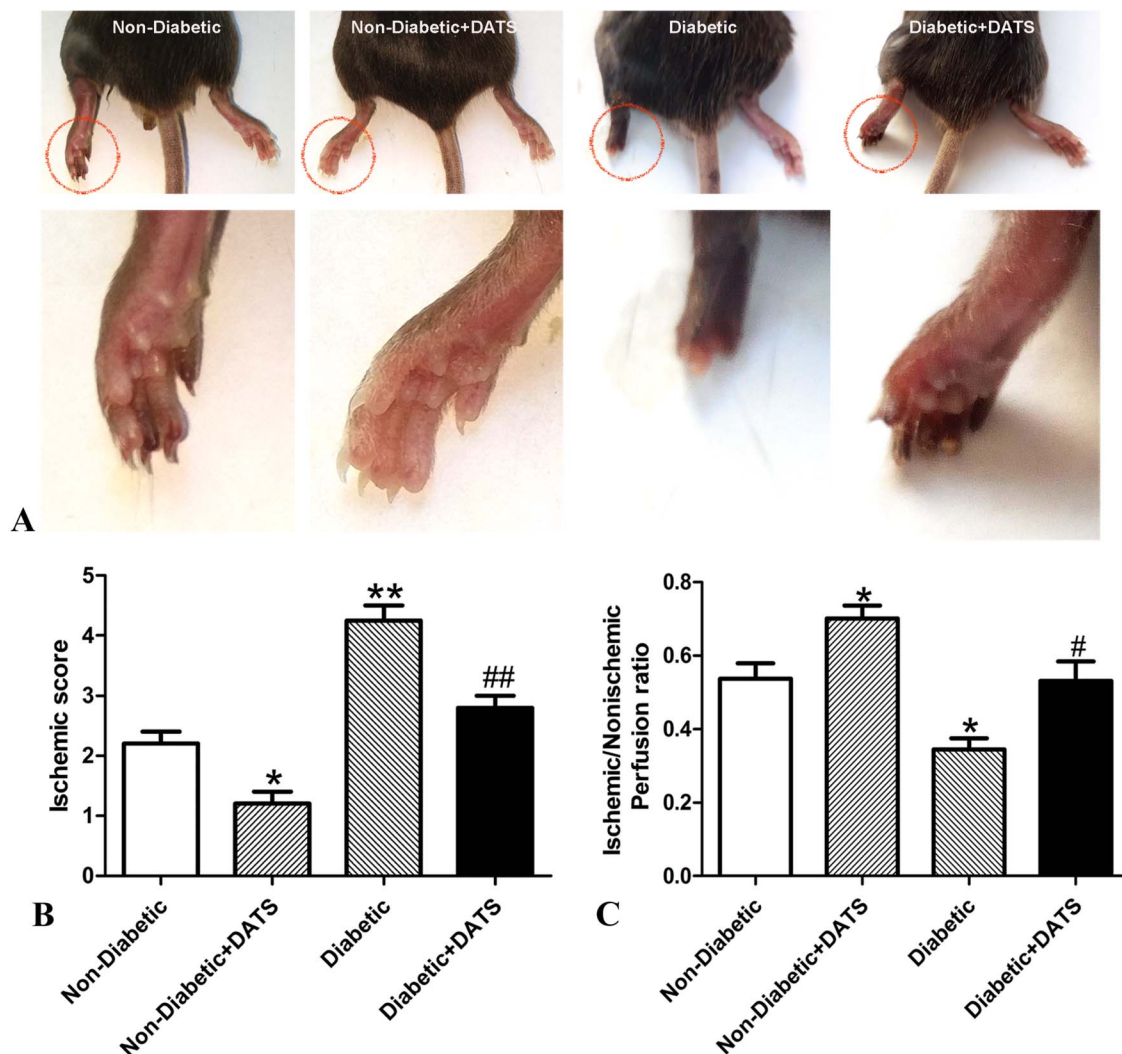 Non-Diabetic
Non-Diabetic+DATS
Diabetic
Diabetic+DATS
A
Ischemic score
5
4
3
2
1
0
*
**
##
Non-Diabetic
Non-Diabetic+DATS
Diabetic
Diabetic+DATS
B
Ischemic/Nonischemic
Perfusion ratio
0.8
0.6
0.4
0.2
0.0
*
*
#
Non-Diabetic
Non-Diabetic+DATS
Diabetic
Diabetic+DATS
C